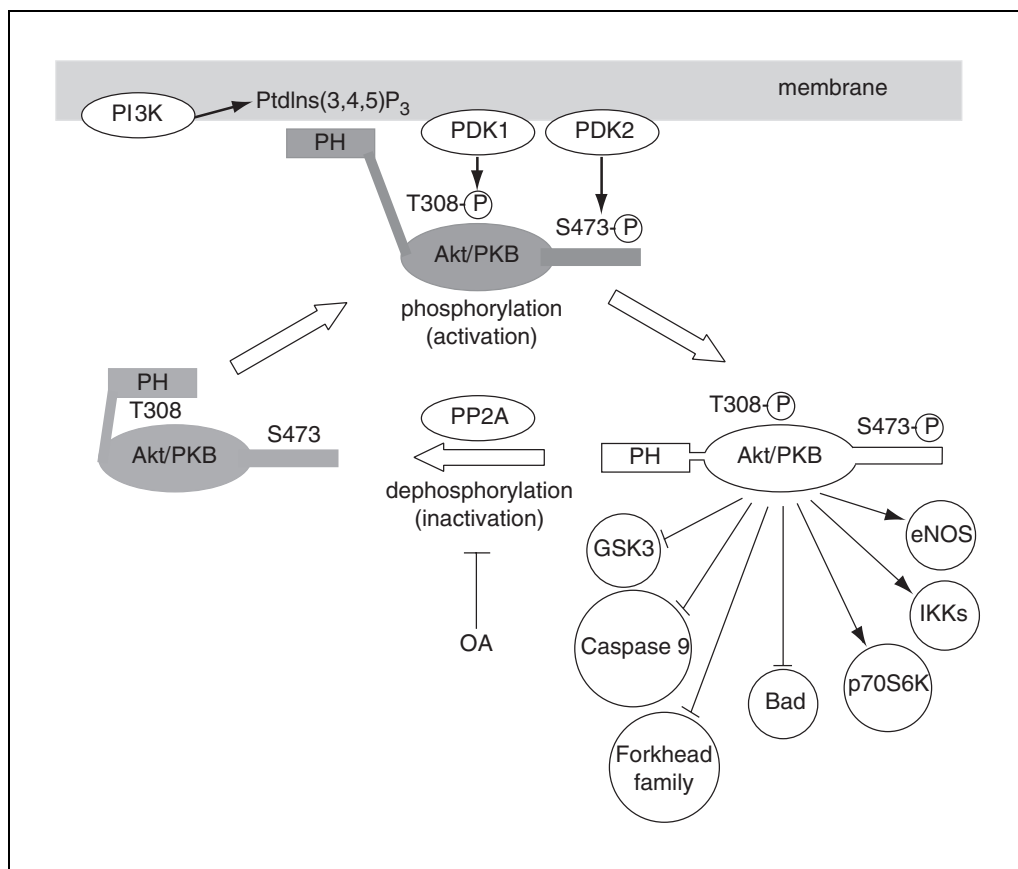 membrane
PI3K
PtdIns(3,4,5)P3
PH
PDK1
PDK2
T308-P
S473-P
Akt/PKB
phosphorylation
(activation)
PH
T308
Akt/PKB
S473
PP2A
dephosphorylation
(inactivation)
OA
T308-P
S473-P
PH
Akt/PKB
GSK3
Caspase 9
Forkhead
family
Bad
p70S6K
IKKs
eNOS